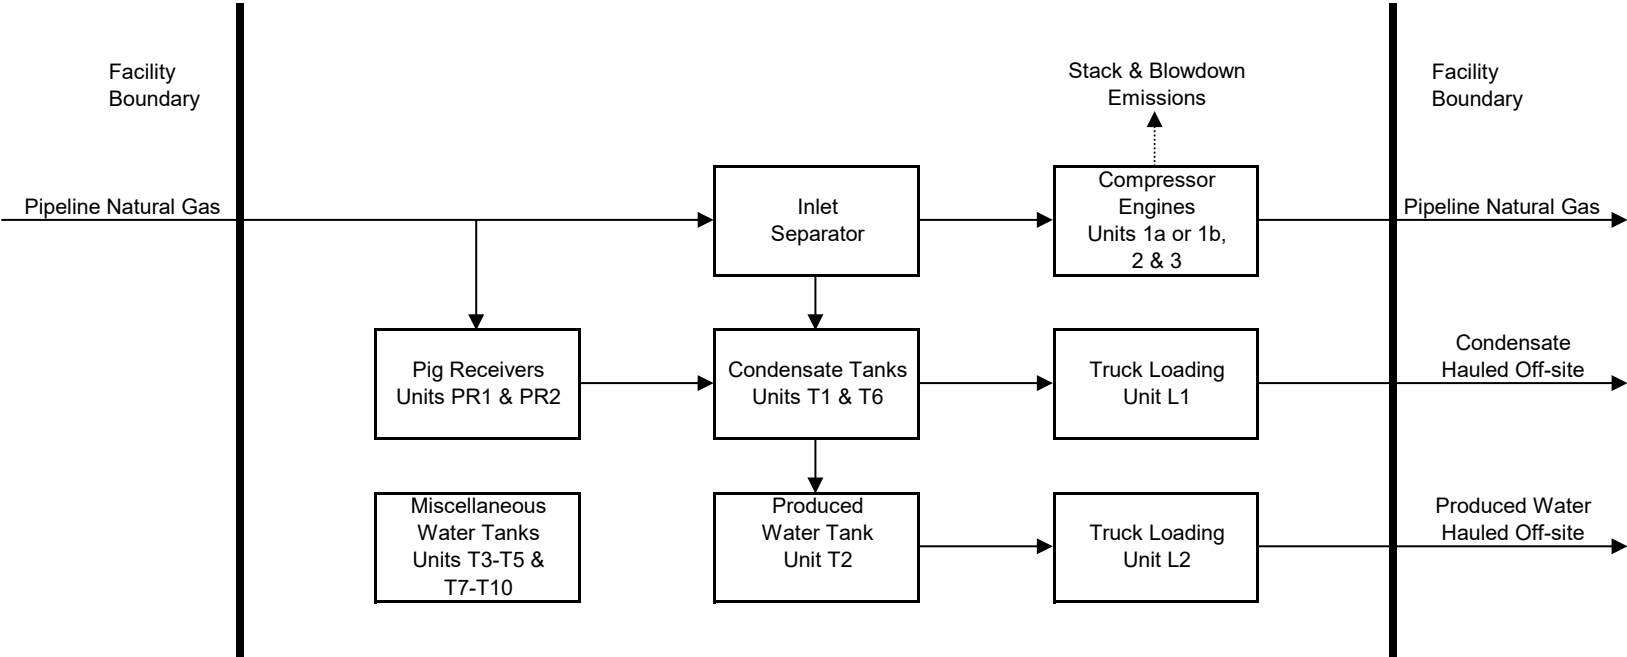 Facility
Boundary
Stack & Blowdown
Emissions
Facility
Boundary
Pipeline Natural Gas
Inlet
Separator
Compressor
Engines
Units 1a or 1b,
2 & 3
Pipeline Natural Gas
Pig Receivers
Units PR1 & PR2
Condensate Tanks
Units T1 & T6
Truck Loading
Unit L1
Condensate
Hauled Off-site
Miscellaneous
Water Tanks
Units T3-T5 &
T7-T10
Produced
Water Tank
Unit T2
Truck Loading
Unit L2
Produced Water
Hauled Off-site